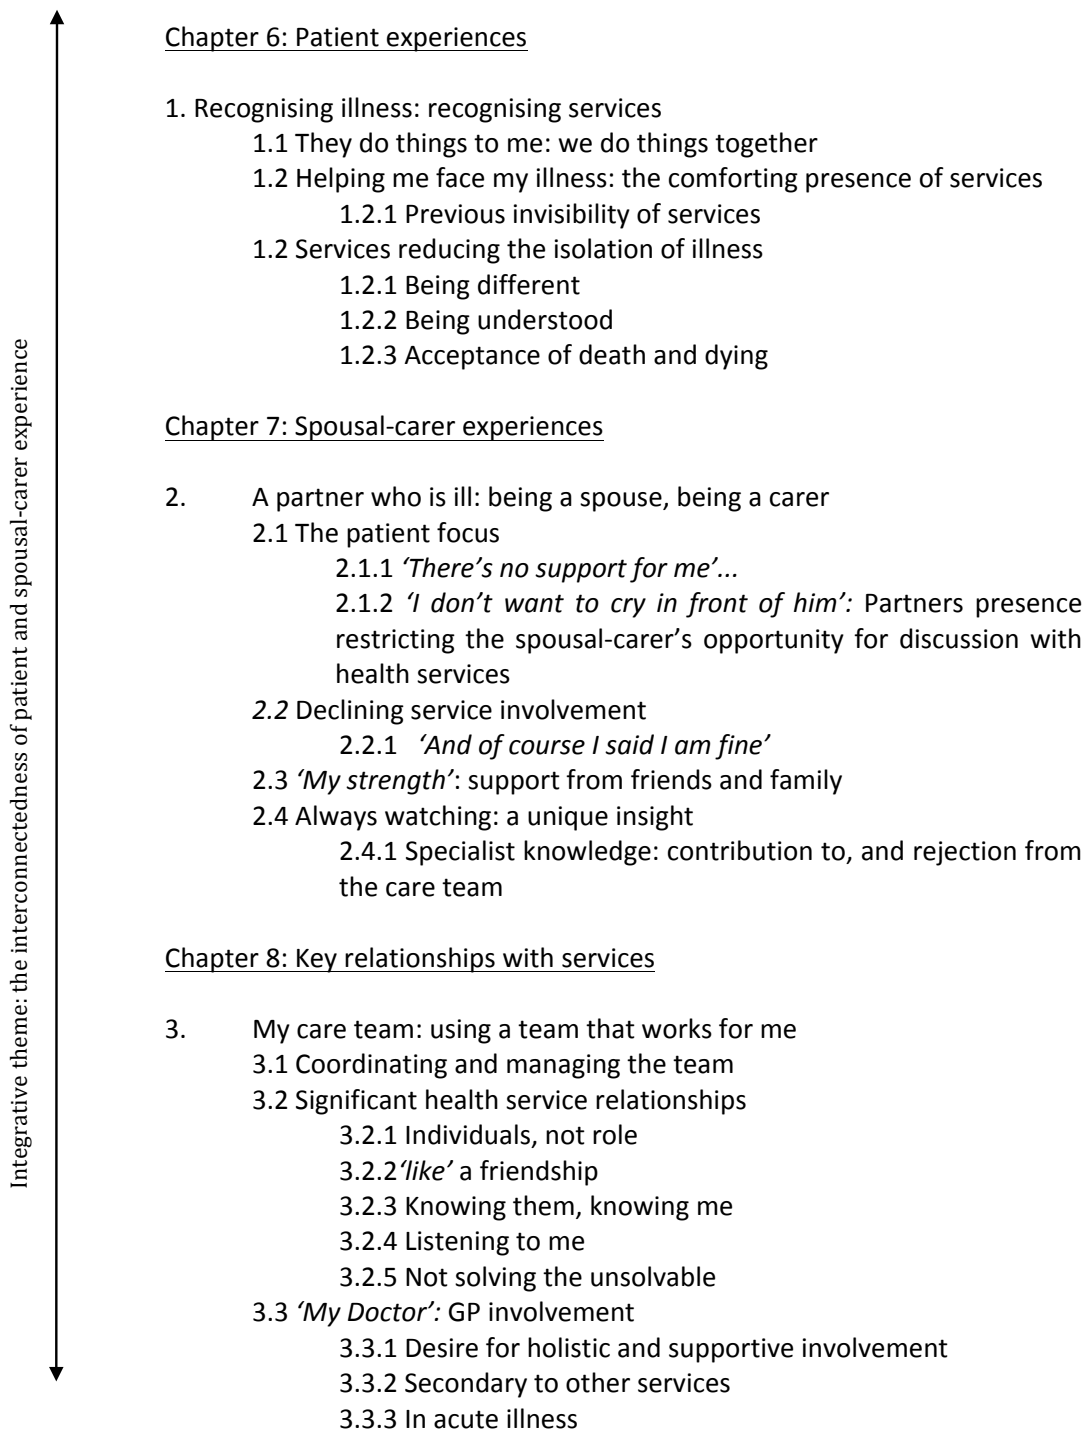 Integrative theme: the interconnectedness of patient and spousal-carer experience
Chapter 6: Patient experiences
1. Recognising illness: recognising services
1.1 They do things to me: we do things together
1.2 Helping me face my illness: the comforting presence of services
1.2.1 Previous invisibility of services
1.2 Services reducing the isolation of illness
1.2.1 Being different
1.2.2 Being understood
1.2.3 Acceptance of death and dying
Chapter 7: Spousal-carer experiences
2. A partner who is ill: being a spouse, being a carer
2.1 The patient focus
2.1.1 ‘There’s no support for me’...
2.1.2 ‘I don’t want to cry in front of him’: Partners presence
restricting the spousal-carer’s opportunity for discussion with
health services
2.2 Declining service involvement
2.2.1 ‘And of course I said I am fine’
2.3 ‘My strength’: support from friends and family
2.4 Always watching: a unique insight
2.4.1 Specialist knowledge: contribution to, and rejection from
the care team
Chapter 8: Key relationships with services
3. My care team: using a team that works for me
3.1 Coordinating and managing the team
3.2 Significant health service relationships
3.2.1 Individuals, not role
3.2.2‘like’ a friendship
3.2.3 Knowing them, knowing me
3.2.4 Listening to me
3.2.5 Not solving the unsolvable
3.3 ‘My Doctor’: GP involvement
3.3.1 Desire for holistic and supportive involvement
3.3.2 Secondary to other services
3.3.3 In acute illness